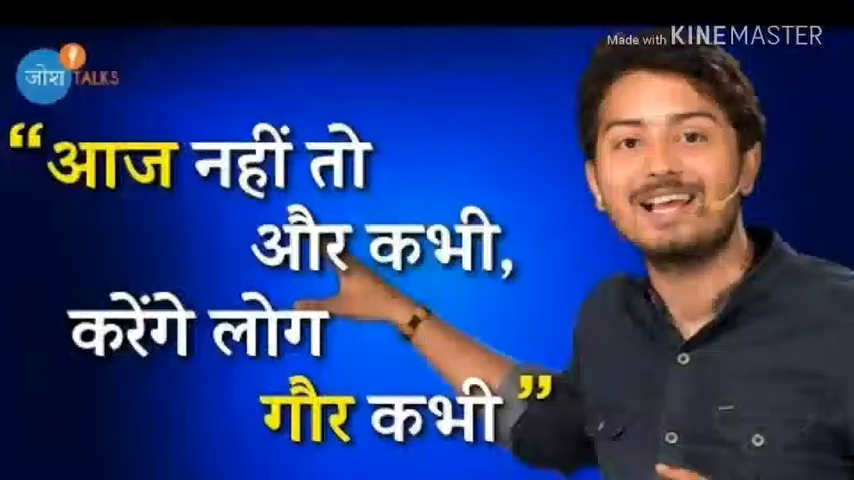 Made with KINEMASTER
जोश TALKS
“आज नहीं तो
और कभी,
करेंगे लोग
गौर कभी”